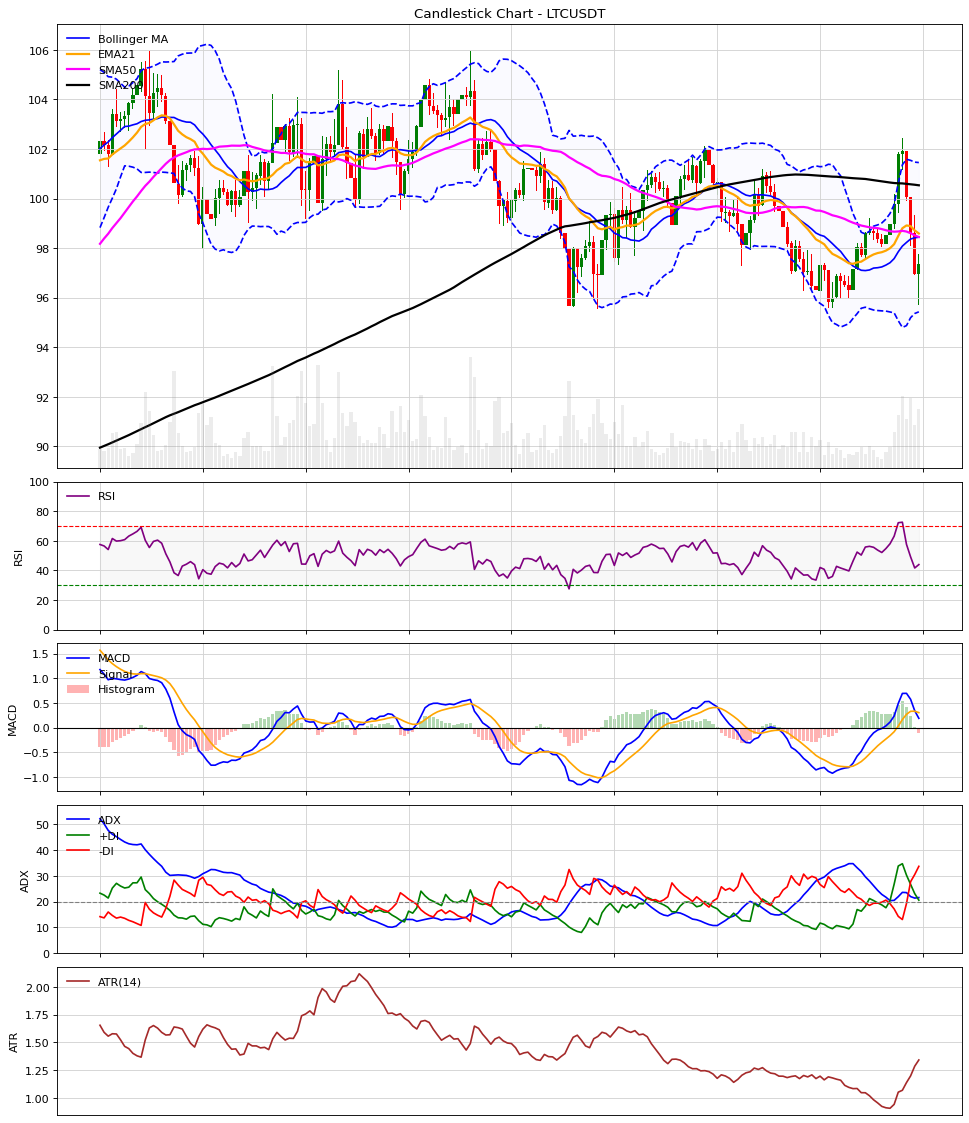 Candlestick Chart - LTCUSDT
Bollinger MA
EMA21
SMA50
SMA200
106
104
102
100
98
96
94
92
90
RSI
RSI
100
80
60
40
20
0
MACD
MACD
Signal
Histogram
1.5
1.0
0.5
0.0
−0.5
−1.0
ADX
ADX
+DI
-DI
50
40
30
20
10
0
ATR
ATR(14)
2.00
1.75
1.50
1.25
1.00